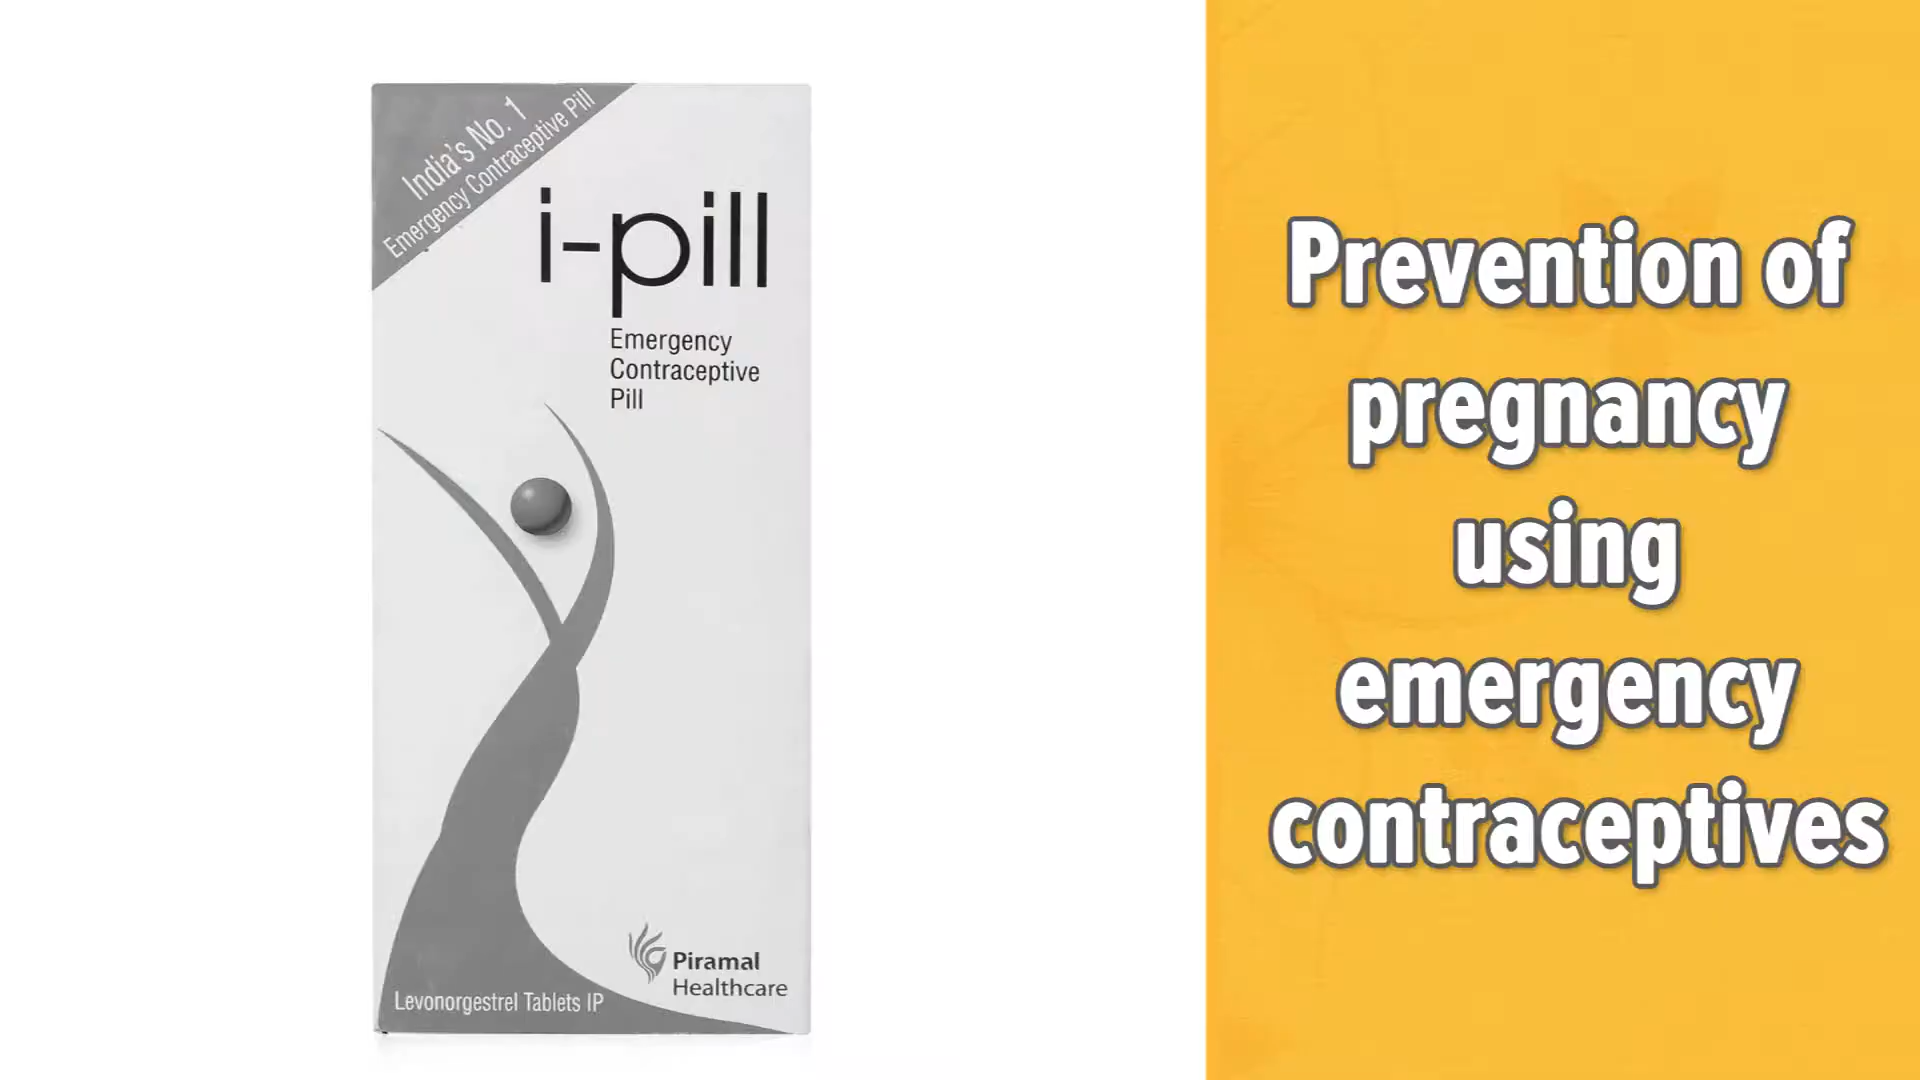 India's No. 1
Emergency Contraceptive Pill
i-pill
Emergency
Contraceptive
Pill
Piramal
Healthcare
Levonorgestrel Tablets IP
Prevention of
pregnancy
using
emergency
contraceptives